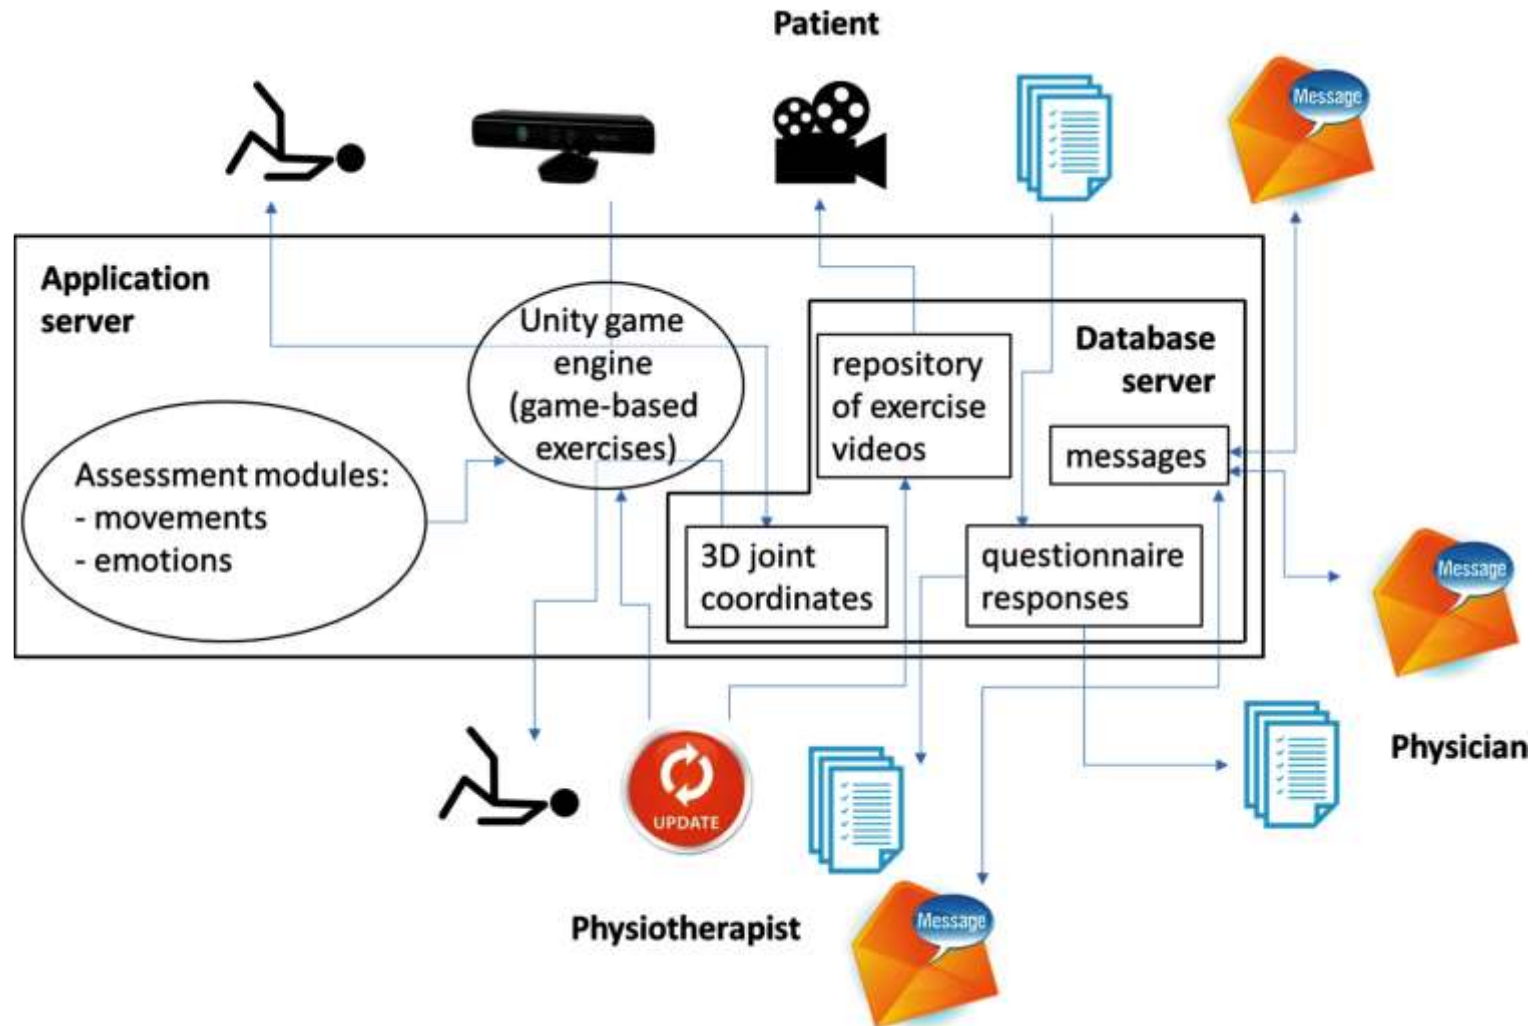 Patient
Message
Application
server
Unity game
engine
(game-based
exercises)
Assessment modules:
- movements
- emotions
Database
server
repository
of exercise
videos
messages
3D joint
coordinates
questionnaire
responses
Message
Physician
UPDATE
Physiotherapist
Message